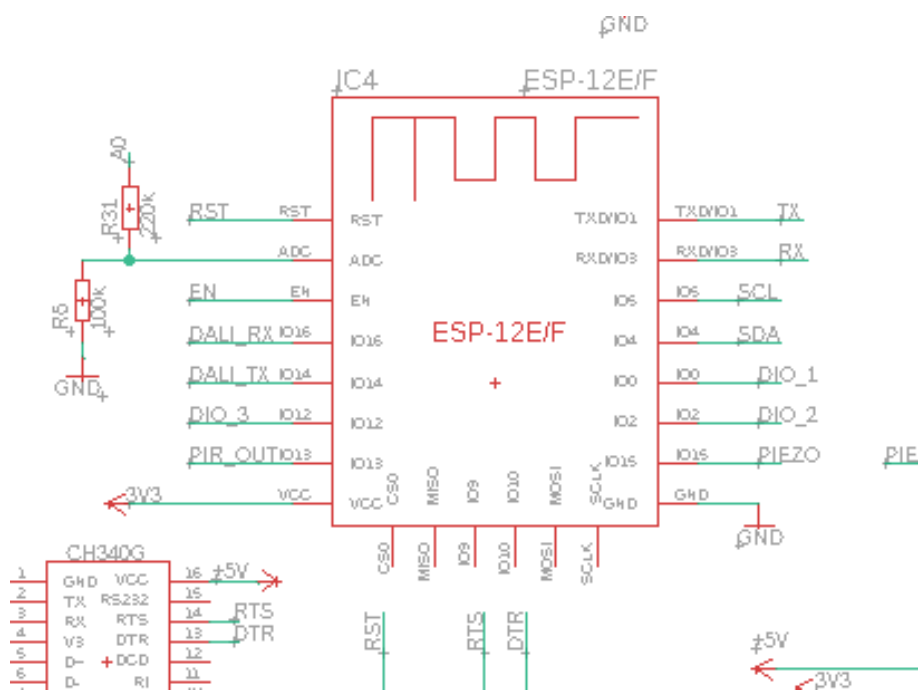 GND
IC4 ESP-12E/F
A0
R31 220k
RST RST RST TXD/IO1 TXD/IO1 TX
ADC ADC RXD/IO3 RXD/IO3 RX
R5 100k
EN EN EN IO5 IO5 SCL
ESP-12E/F
DALI_RX IO16 IO16 IO4 IO4 SDA
GND
DALI_TX IO14 IO14 IO0 IO0 DIO_1
DIO_3 IO12 IO12 IO2 IO2 DIO_2
PIR_OUT IO13 IO13 IO15 IO15 PIEZO PIE
3V3 VCC VCC CS0 MISO IO9 IO10 MOSI SCLK GND GND
GND
CS0 MISO IO9 IO10 MOSI SCLK
CH340G
1 GND VCC 16 +5V
2 TX RS232 15
3 RX RTS 14 RTS
4 V3 DTR 13 DTR
5 D+ DCD 12
6 D- RI 11
RST RTS DTR
+5V
3V3